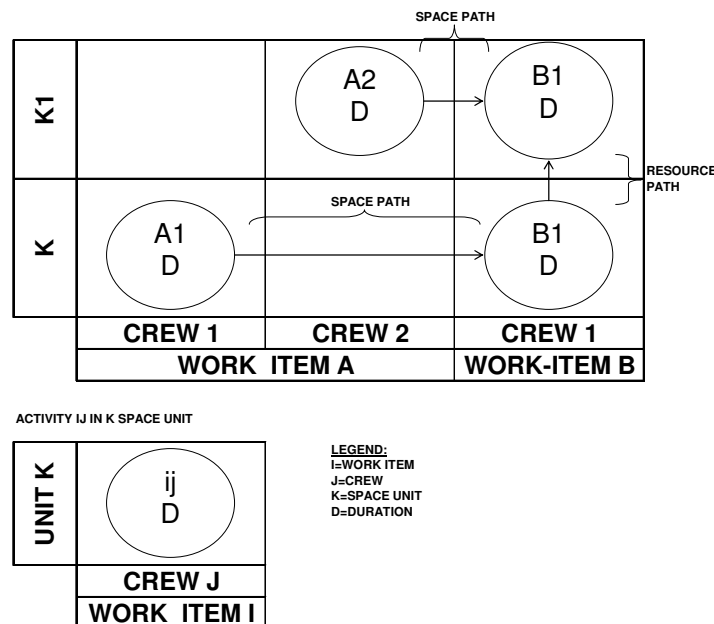 SPACE PATH
K1
A2
D
B1
D
RESOURCE
PATH
SPACE PATH
K
A1
D
B1
D
CREW 1
CREW 2
CREW 1
WORK ITEM A
WORK-ITEM B
ACTIVITY IJ IN K SPACE UNIT
UNIT K
ij
D
CREW J
WORK ITEM I
LEGEND:
I=WORK ITEM
J=CREW
K=SPACE UNIT
D=DURATION